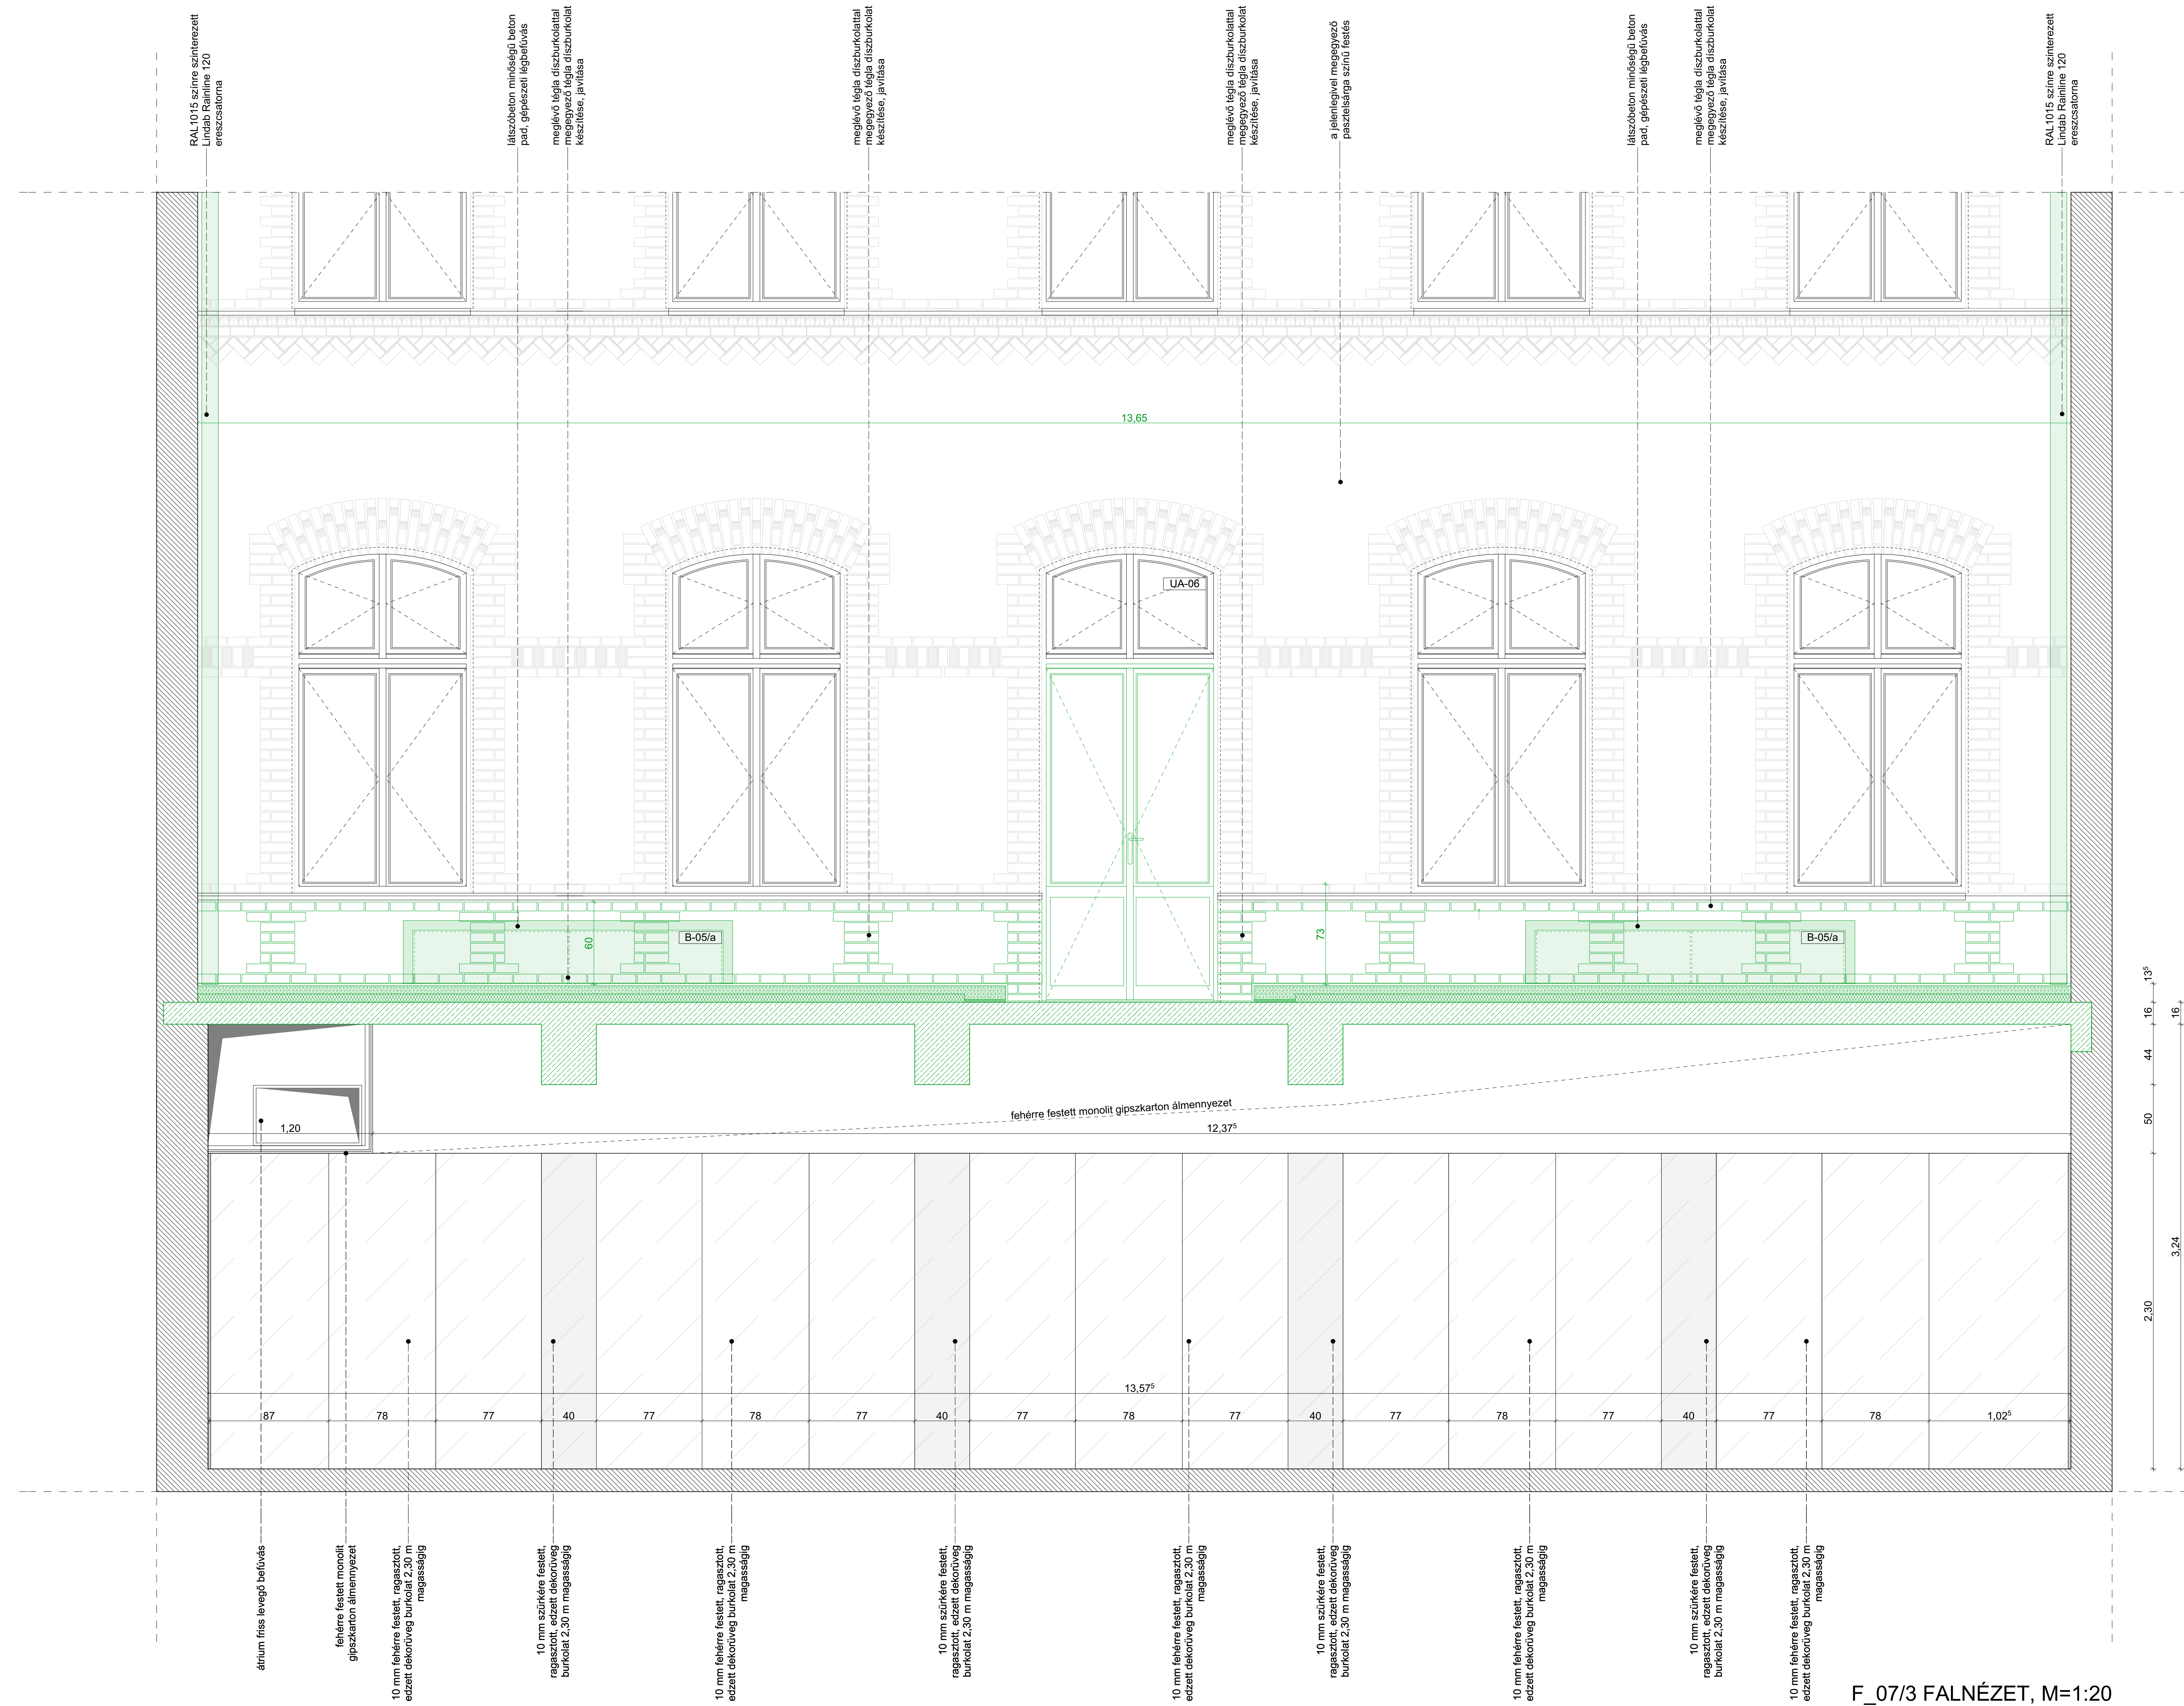 RAL1015 színre szinterezett
Lindab Rainline 120
ereszcsatorna
látszóbeton minőségű beton
pad, gépészeti légbefúvás
meglévő tégla díszburkolattal
megegyező tégla díszburkolat
készítése, javítása
meglévő tégla díszburkolattal
megegyező tégla díszburkolat
készítése, javítása
meglévő tégla díszburkolattal
megegyező tégla díszburkolat
készítése, javítása
a jelenlegivel megegyező
pasztelsárga színű festés
látszóbeton minőségű beton
pad, gépészeti légbefúvás
meglévő tégla díszburkolattal
megegyező tégla díszburkolat
készítése, javítása
RAL1015 színre szinterezett
Lindab Rainline 120
ereszcsatorna
13,65
UA-06
60
B-05/a
73
B-05/a
13⁵
16
16
44
50
3,24
2,30
fehérre festett monolit gipszkarton álmennyezet
1,20
12,37⁵
13,57⁵
87
78
77
40
77
78
77
40
77
78
77
40
77
78
77
40
77
78
1,02⁵
átrium friss levegő befúvás
fehérre festett monolit
gipszkarton álmennyezet
10 mm fehérre festett, ragasztott,
edzett dekorüveg burkolat 2,30 m
magasságig
10 mm szürkére festett,
ragasztott, edzett dekorüveg
burkolat 2,30 m magasságig
10 mm fehérre festett, ragasztott,
edzett dekorüveg burkolat 2,30 m
magasságig
10 mm szürkére festett,
ragasztott, edzett dekorüveg
burkolat 2,30 m magasságig
10 mm fehérre festett, ragasztott,
edzett dekorüveg burkolat 2,30 m
magasságig
10 mm szürkére festett,
ragasztott, edzett dekorüveg
burkolat 2,30 m magasságig
10 mm fehérre festett, ragasztott,
edzett dekorüveg burkolat 2,30 m
magasságig
10 mm szürkére festett,
ragasztott, edzett dekorüveg
burkolat 2,30 m magasságig
10 mm fehérre festett, ragasztott,
edzett dekorüveg burkolat 2,30 m
magasságig
F_07/3 FALNÉZET, M=1:20